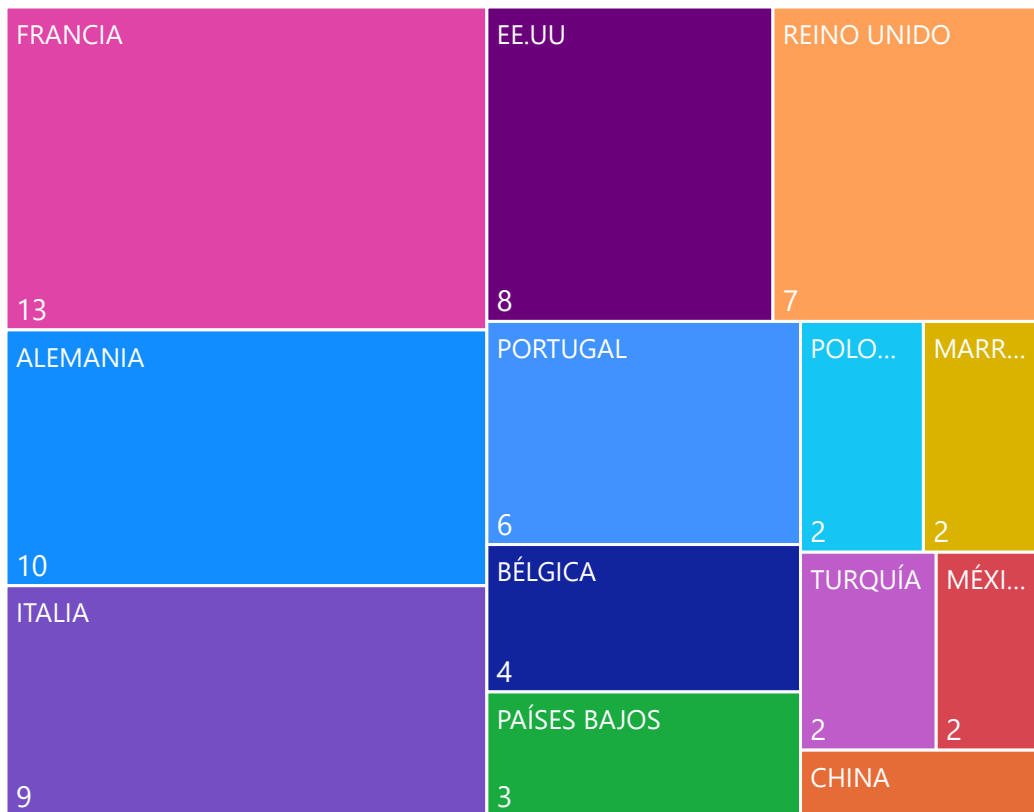 FRANCIA
13
EE.UU
8
REINO UNIDO
7
ALEMANIA
10
PORTUGAL
6
POLO...
2
MARR...
2
ITALIA
9
BÉLGICA
4
TURQUÍA
2
MÉXI...
2
PAÍSES BAJOS
3
CHINA